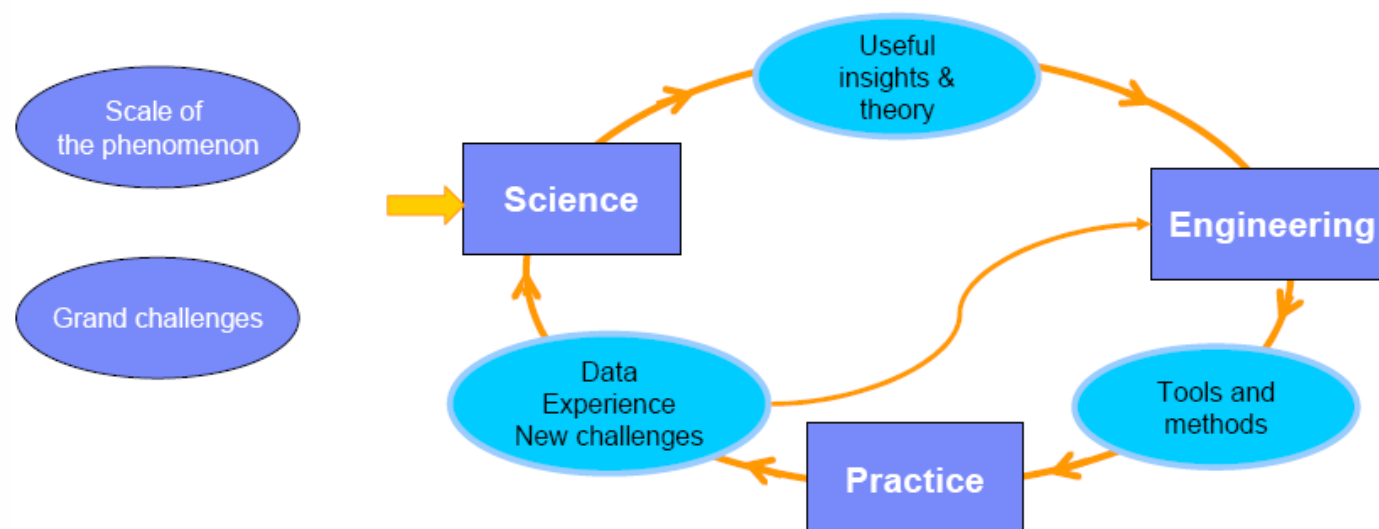 Scale of
the phenomenon
Grand challenges
Science
Useful
insights &
theory
Engineering
Tools and
methods
Practice
Data
Experience
New challenges